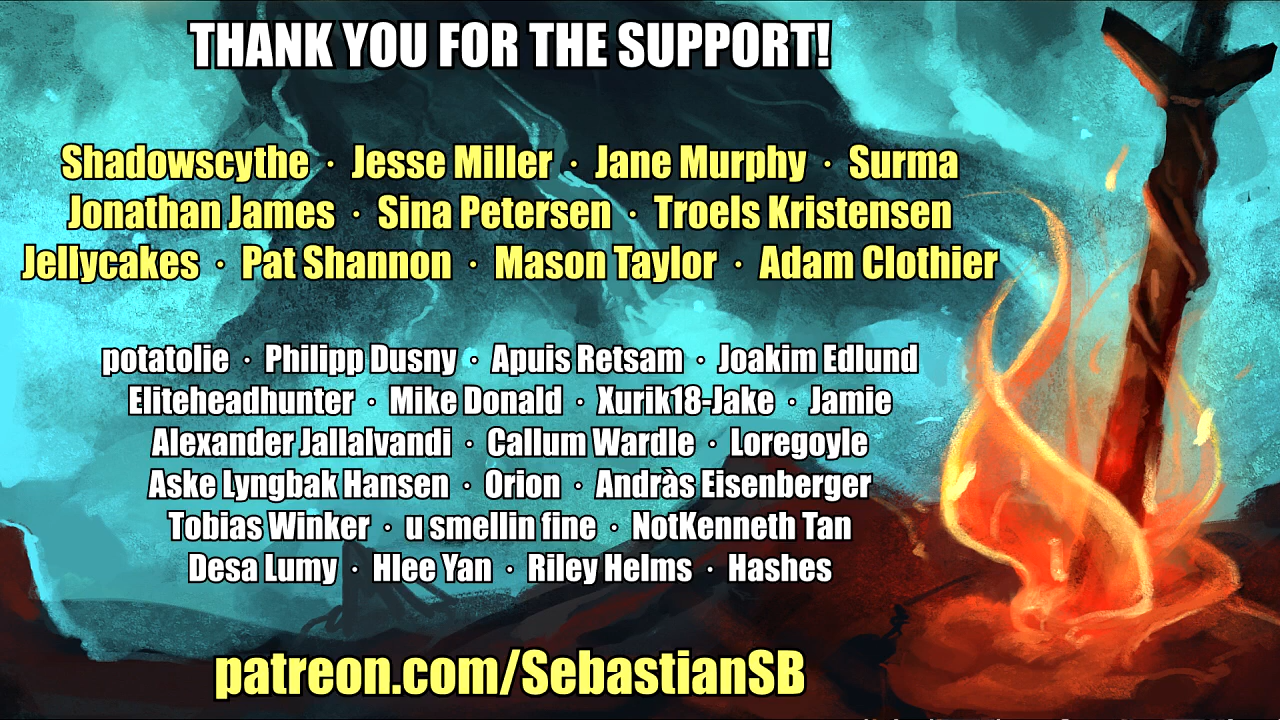 THANK YOU FOR THE SUPPORT!
Shadowscythe · Jesse Miller · Jane Murphy · Surma
Jonathan James · Sina Petersen · Troels Kristensen
Jellycakes · Pat Shannon · Mason Taylor · Adam Clothier
potatolie · Philipp Dusny · Apuis Retsam · Joakim Edlund
Eliteheadhunter · Mike Donald · Xurik18-Jake · Jamie
Alexander Jallalvandi · Callum Wardle · Loregoyle
Aske Lyngbak Hansen · Orion · Andràs Eisenberger
Tobias Winker · u smellin fine · NotKenneth Tan
Desa Lumy · Hlee Yan · Riley Helms · Hashes
patreon.com/SebastianSB